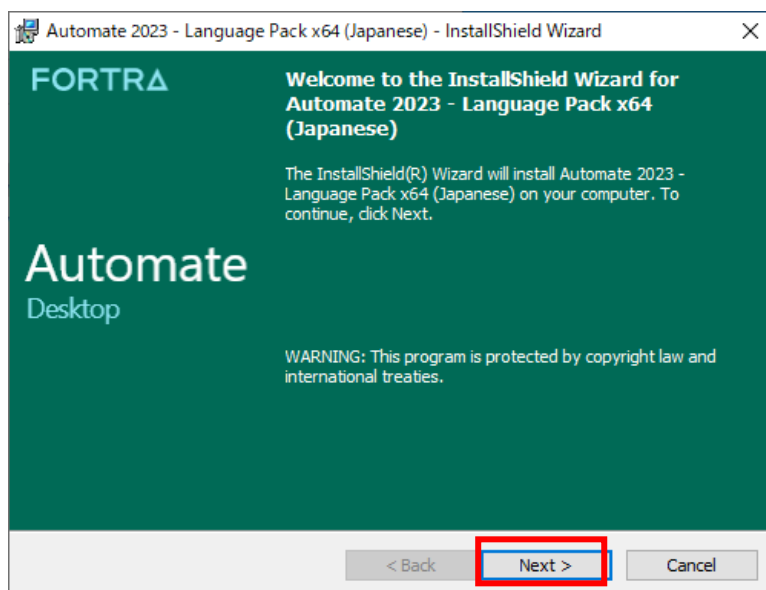 Automate 2023 - Language Pack x64 (Japanese) - InstallShield Wizard
FORTRA
Welcome to the InstallShield Wizard for
Automate 2023 - Language Pack x64
(Japanese)
The InstallShield(R) Wizard will install Automate 2023 -
Language Pack x64 (Japanese) on your computer. To
continue, click Next.
Automate
Desktop
WARNING: This program is protected by copyright law and
international treaties.
< Back
Next >
Cancel